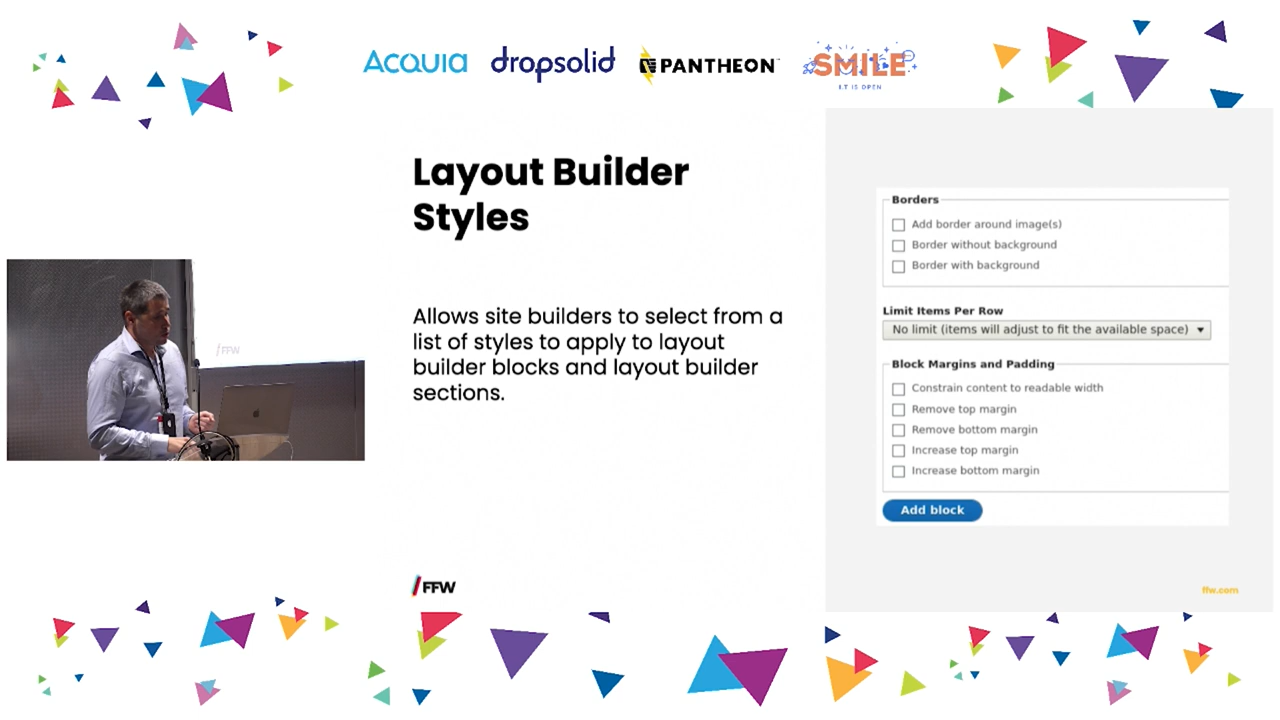 Acquia
dropsolid
PANTHEON
SMILE
I.T IS OPEN
Layout Builder
Styles
Allows site builders to select from a
list of styles to apply to layout
builder blocks and layout builder
sections.
FFW
Borders
Add border around image(s)
Border without background
Border with background
Limit Items Per Row
No limit (items will adjust to fit the available space)
Block Margins and Padding
Constrain content to readable width
Remove top margin
Remove bottom margin
Increase top margin
Increase bottom margin
Add block
ffw.com
/FFW